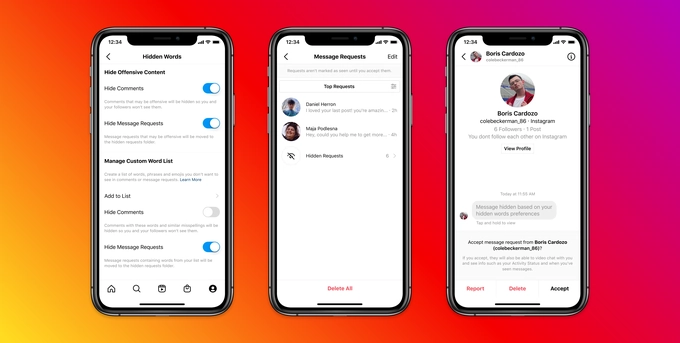 12:34
Hidden Words
Hide Offensive Content
Hide Comments
Comments that may be offensive will be hidden so you and
your followers won't see them.
Hide Message Requests
Message requests that may be offensive will be moved to
the hidden requests folder.
Manage Custom Word List
Create a list of words, phrases and emojis you don't want to
see in comments or message requests. Learn More
Add to List
Hide Comments
Comments with these words and similar misspellings will be
hidden so you and your followers won't see them.
Hide Message Requests
Message requests containing words from your list will be
moved to the hidden requests folder.
12:34
Message Requests
Edit
Requests won't be marked as seen until you accept them.
Top Requests
Daniel Herron
I loved your last post! you're amazin...
2h
Maja Podlesna
Hey, could you help me to get more...
4h
Hidden Requests
6
Delete All
12:34
Boris Cardozo
colebeckerman_86
Boris Cardozo
colebeckerman_86 · Instagram
6 Followers · 1 Post
You dont follow each other on Instagram
View Profile
Today at 11:55 AM
Message hidden based on your
hidden words preferences
Tap and hold to view
Accept message request from Boris Cardozo
(colebeckerman_86)?
If you accept, they will also be able to video chat with you
and see info such as your Activity Status and when you've
seen messages.
Report
Delete
Accept